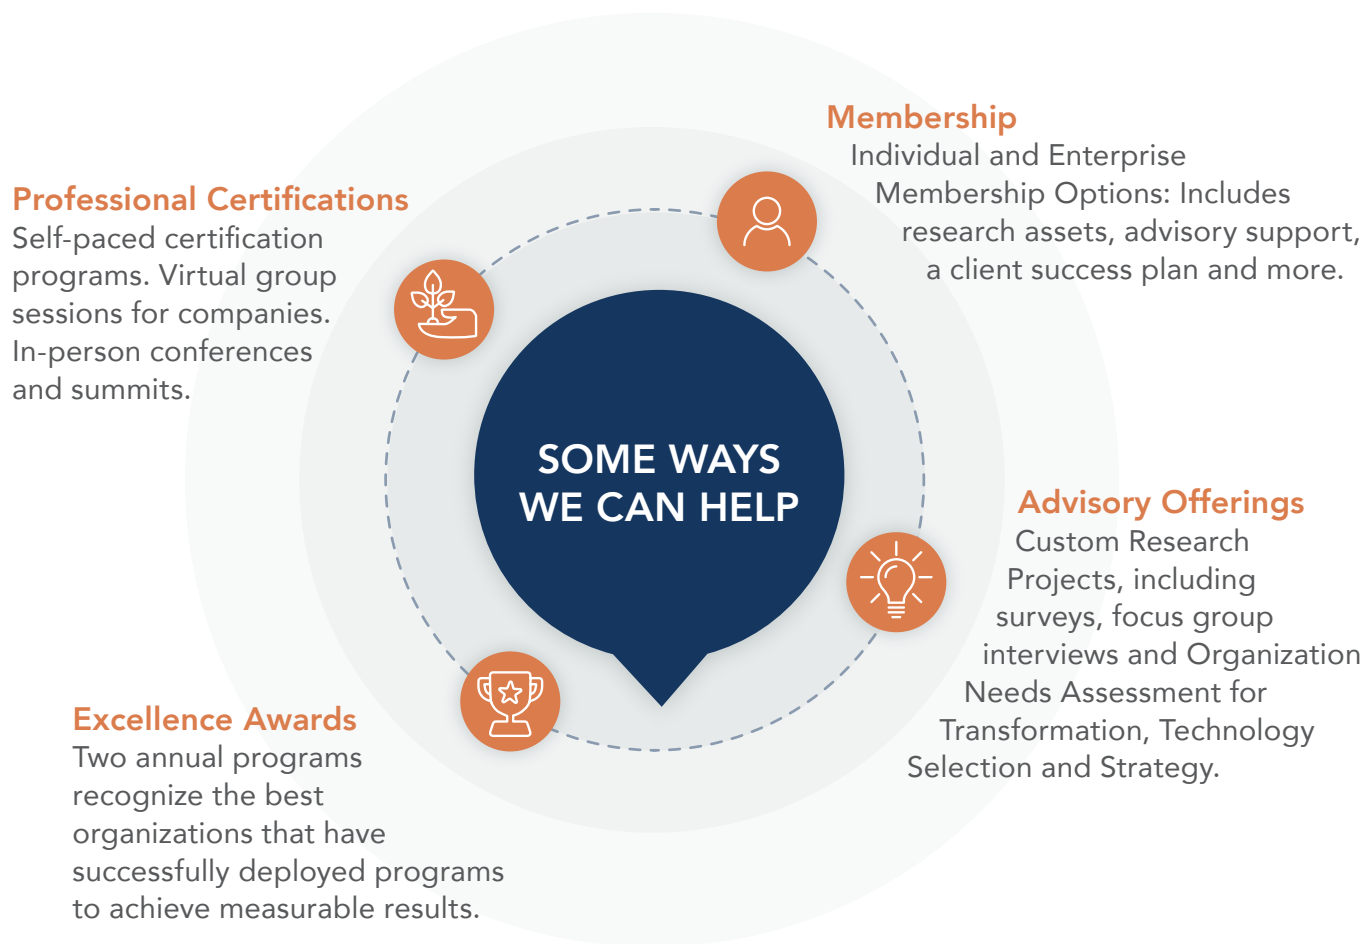 Membership
Individual and Enterprise
Membership Options: Includes
research assets, advisory support,
a client success plan and more.
Professional Certifications
Self-paced certification
programs. Virtual group
sessions for companies.
In-person conferences
and summits.
SOME WAYS
WE CAN HELP
Advisory Offerings
Custom Research
Projects, including
surveys, focus group
interviews and Organization
Needs Assessment for
Transformation, Technology
Selection and Strategy.
Excellence Awards
Two annual programs
recognize the best
organizations that have
successfully deployed programs
to achieve measurable results.